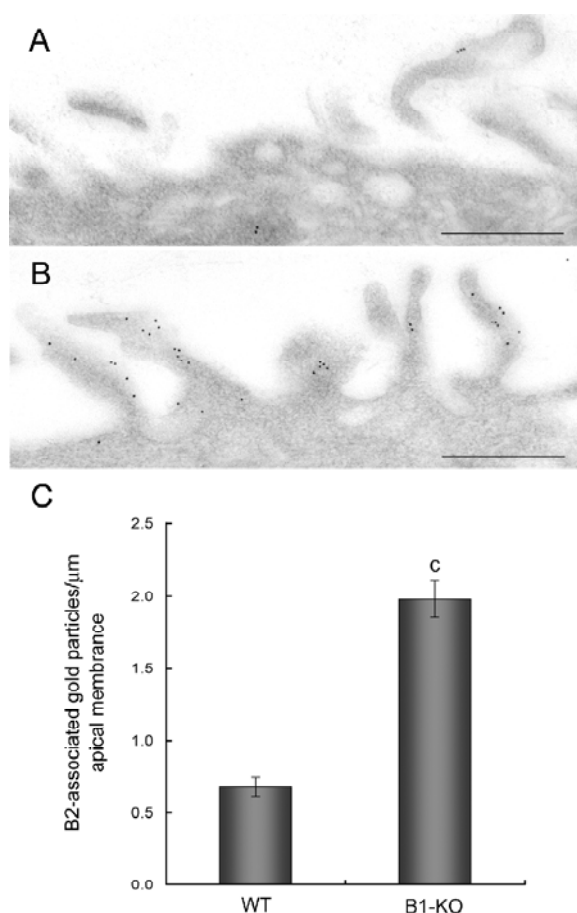 A
B
C
B2-associated gold particles/μm
apical membrance
2.5
2.0
1.5
1.0
0.5
0.0
c
WT
B1-KO